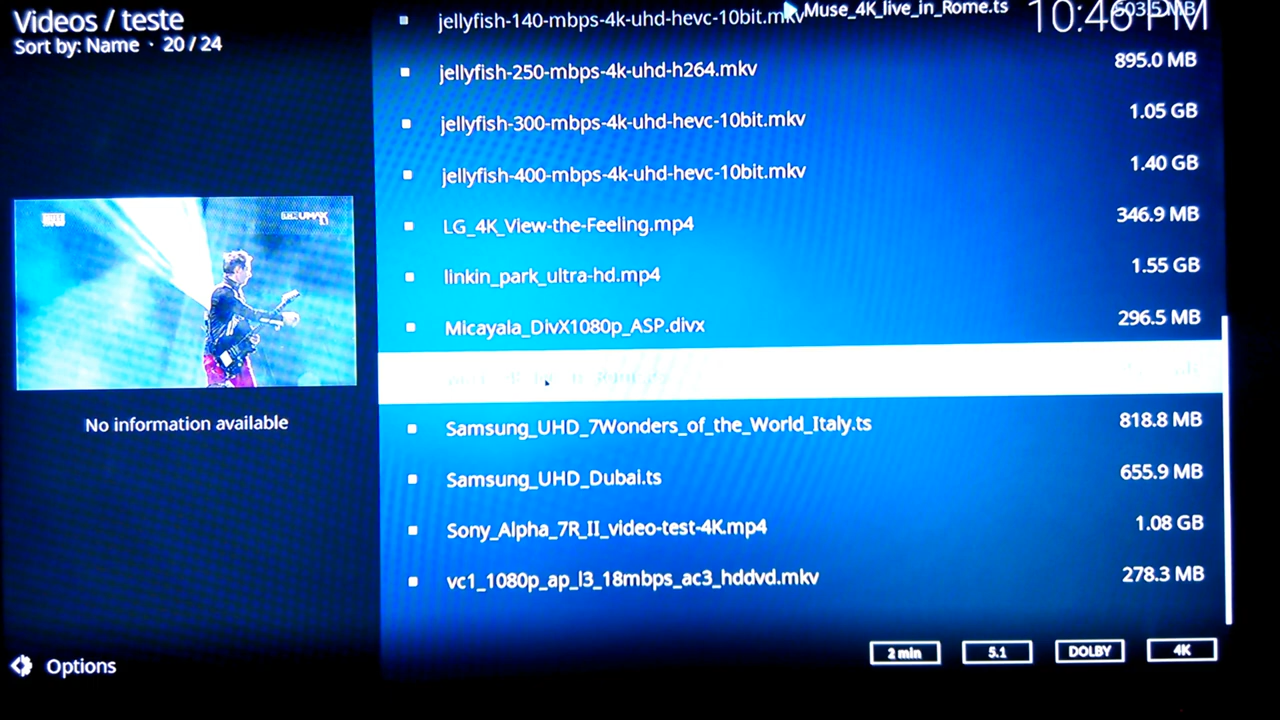 Videos / teste
Sort by: Name · 20 / 24
Muse_4K_live_in_Rome.ts
10:46 PM
jellyfish-140-mbps-4k-uhd-hevc-10bit.mkv 603.5 MB
jellyfish-250-mbps-4k-uhd-h264.mkv 895.0 MB
jellyfish-300-mbps-4k-uhd-hevc-10bit.mkv 1.05 GB
jellyfish-400-mbps-4k-uhd-hevc-10bit.mkv 1.40 GB
LG_4K_View-the-Feeling.mp4 346.9 MB
linkin_park_ultra-hd.mp4 1.55 GB
Micayala_DivX1080p_ASP.divx 296.5 MB
Samsung_UHD_7Wonders_of_the_World_Italy.ts 818.8 MB
Samsung_UHD_Dubai.ts 655.9 MB
Sony_Alpha_7R_II_video-test-4K.mp4 1.08 GB
vc1_1080p_ap_l3_18mbps_ac3_hddvd.mkv 278.3 MB
No information available
Options
2 min 5.1 DOLBY 4K